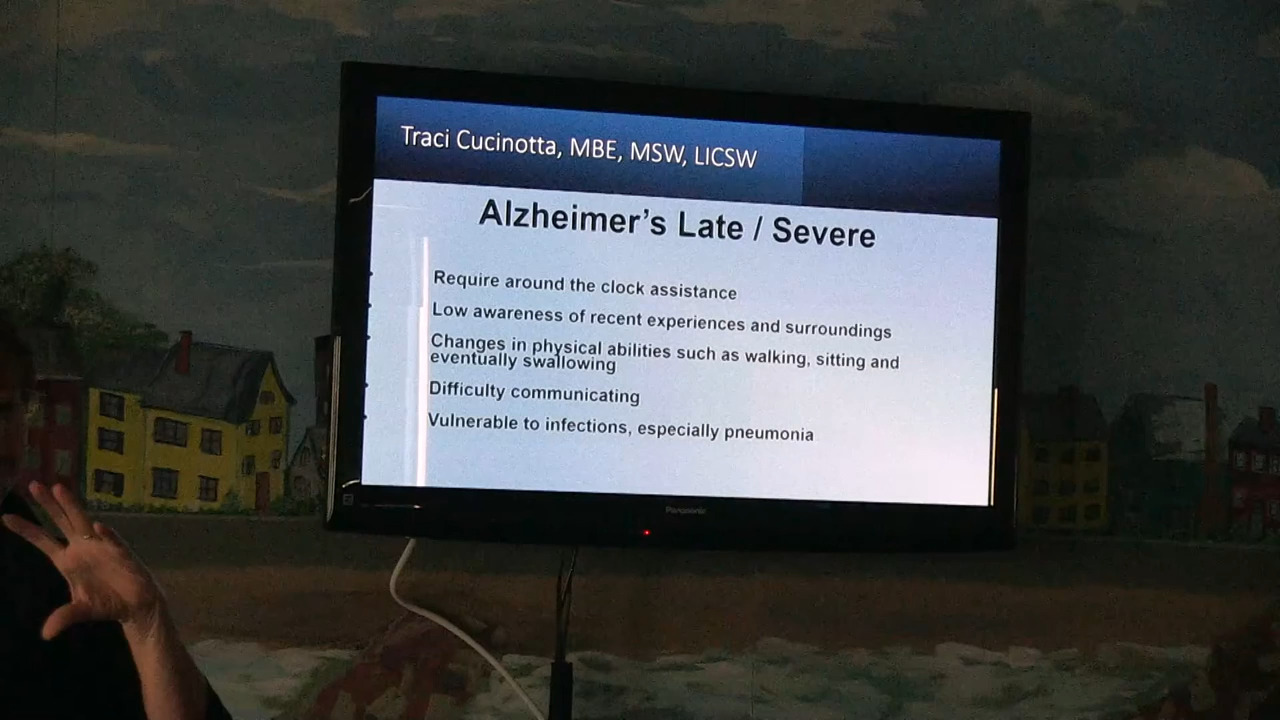 Traci Cucinotta, MBE, MSW, LICSW
Alzheimer's Late / Severe
Require around the clock assistance
Low awareness of recent experiences and surroundings
Changes in physical abilities such as walking, sitting and
eventually swallowing
Difficulty communicating
Vulnerable to infections, especially pneumonia
Panasonic